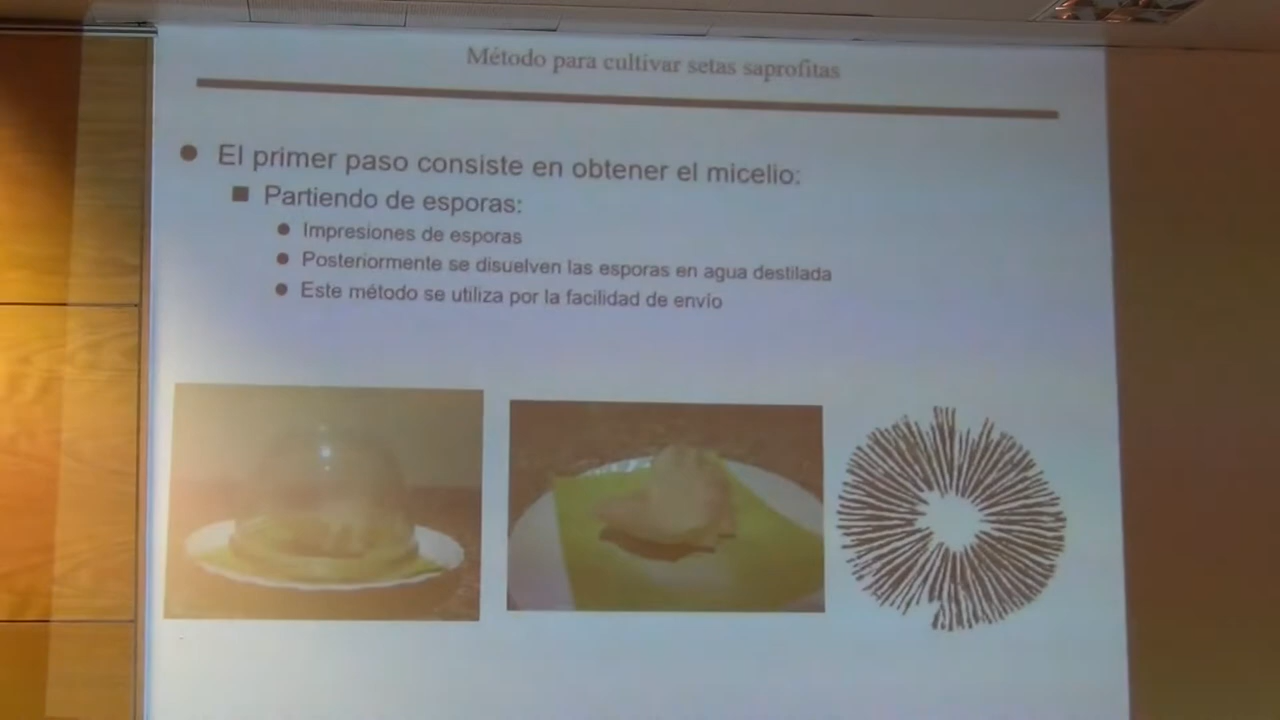 Método para cultivar setas saprofitas
El primer paso consiste en obtener el micelio:
Partiendo de esporas:
Impresiones de esporas
Posteriormente se disuelven las esporas en agua destilada
Este método se utiliza por la facilidad de envío